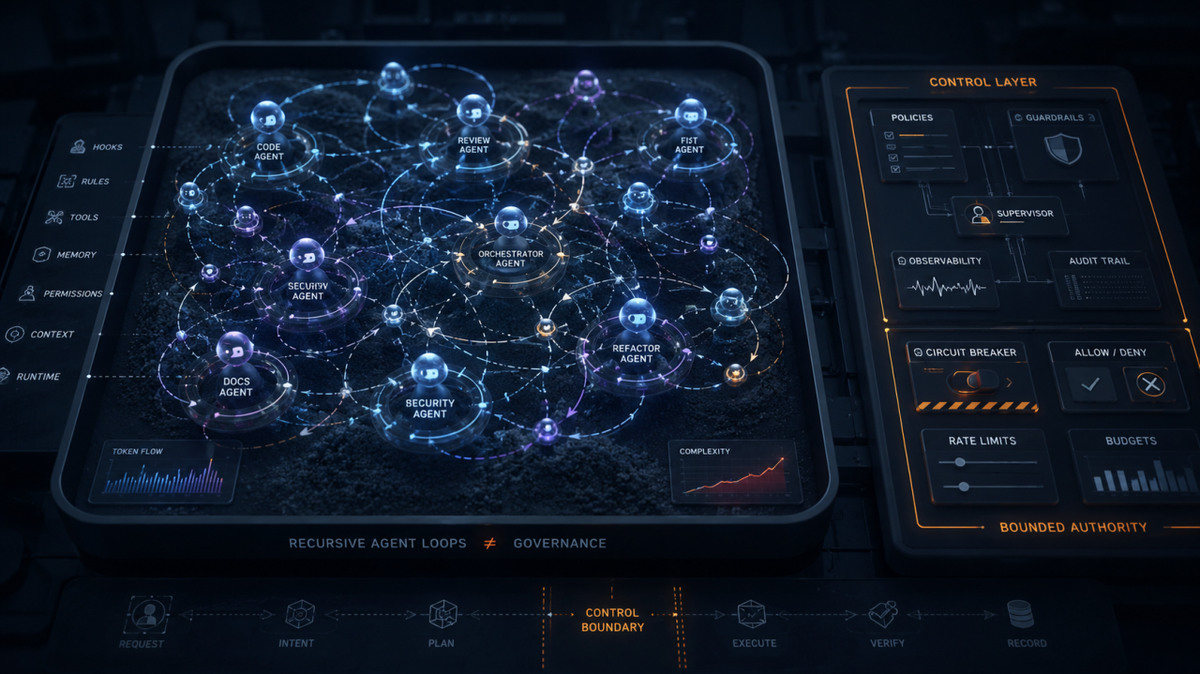 HOOKS
RULES
TOOLS
MEMORY
PERMISSIONS
CONTEXT
RUNTIME
CODE
AGENT
REVIEW
AGENT
AGENT
ORCHESTRATOR
AGENT
AGENT
REFACTOR
AGENT
DOCS
AGENT
SECURITY
AGENT
TOKEN FLOW
COMPLEXITY
RECURSIVE AGENT LOOPS ≠ GOVERNANCE
CONTROL LAYER
POLICIES
GUARDRAILS
SUPERVISOR
OBSERVABILITY
AUDIT TRAIL
CIRCUIT BREAKER
ALLOW / DENY
RATE LIMITS
BUDGETS
BOUNDED AUTHORITY
REQUEST
INTENT
PLAN
CONTROL
BOUNDARY
EXECUTE
VERIFY
RECORD